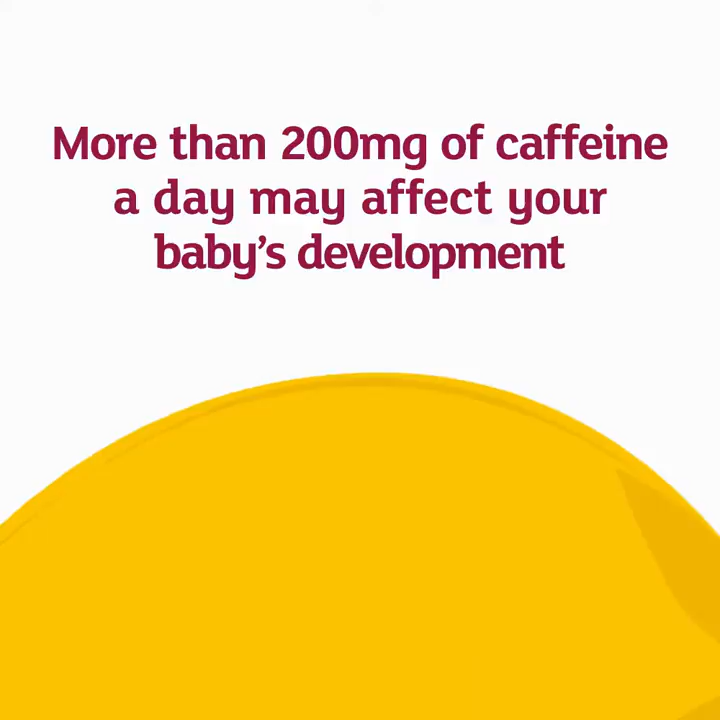 More than 200mg of caffeine
a day may affect your
baby's development